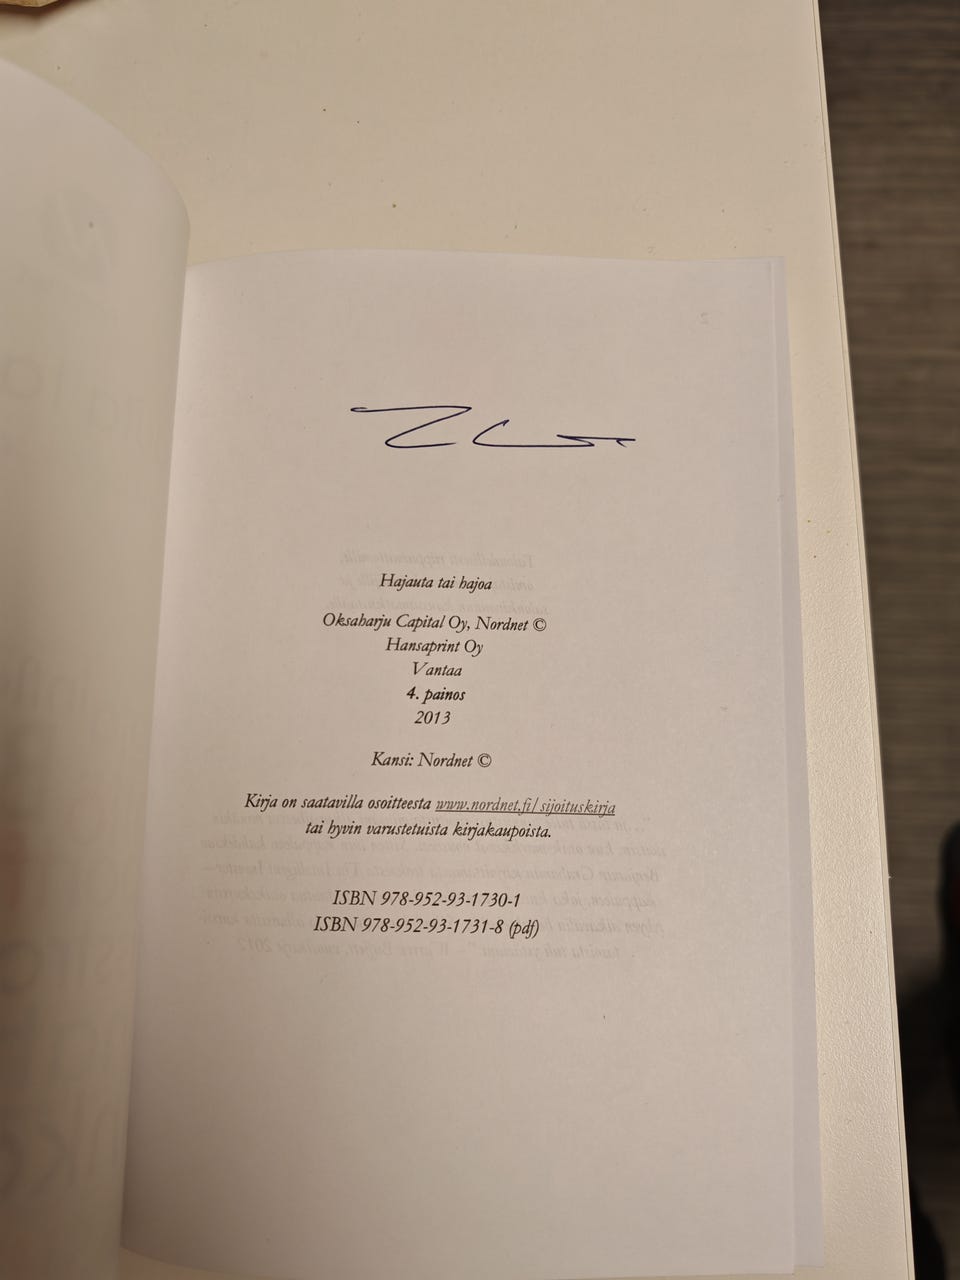 Hajauta tai hajoa
Oksaharju Capital Oy, Nordnet ©
Hansaprint Oy
Vantaa
4. painos
2013
Kansi: Nordnet ©
Kirja on saatavilla osoitteesta www.nordnet.fi/sijoituskirja
tai hyvin varustetuista kirjakaupoista.
ISBN 978-952-93-1730-1
ISBN 978-952-93-1731-8 (pdf)